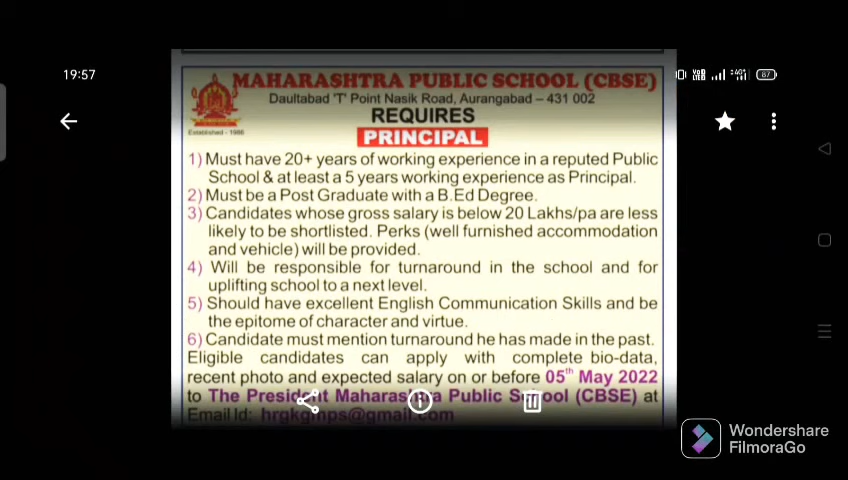 19:57
VoD LTE 4G+ 87
MAHARASHTRA PUBLIC SCHOOL (CBSE)
Daultabad 'T' Point Nasik Road, Aurangabad – 431 002
Established - 1986
REQUIRES
PRINCIPAL
1) Must have 20+ years of working experience in a reputed Public
School & at least a 5 years working experience as Principal.
2) Must be a Post Graduate with a B.Ed Degree.
3) Candidates whose gross salary is below 20 Lakhs/pa are less
likely to be shortlisted. Perks (well furnished accommodation
and vehicle) will be provided.
4) Will be responsible for turnaround in the school and for
uplifting school to a next level.
5) Should have excellent English Communication Skills and be
the epitome of character and virtue.
6) Candidate must mention turnaround he has made in the past.
Eligible candidates can apply with complete bio-data,
recent photo and expected salary on or before 05th May 2022
to The President Maharashtra Public School (CBSE) at
Email Id: @gmail.com
Wondershare
FilmoraGo